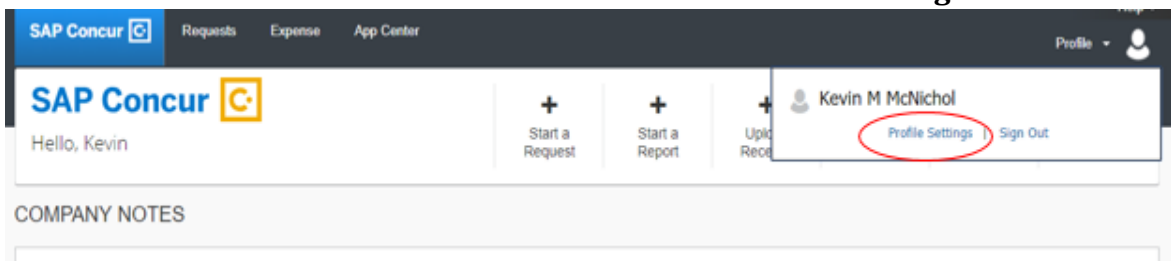 SAP Concur C Requests Expense App Center
Profile
SAP Concur C
Hello, Kevin
+ Start a Request
+ Start a Report
+
Kevin M McNichol
Profile Settings | Sign Out
COMPANY NOTES